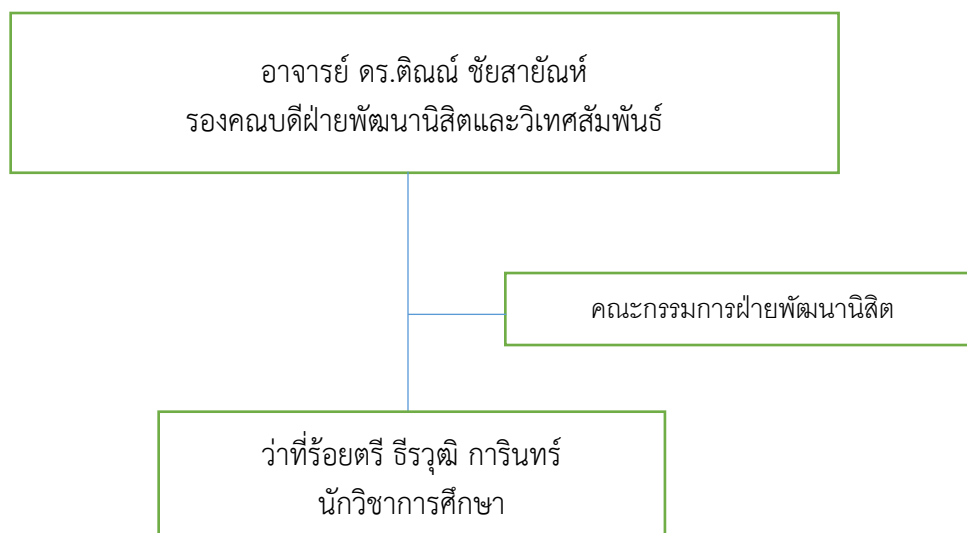 อาจารย์ ดร.ติณณ์ ชัยสายัณห์
รองคณบดีฝ่ายพัฒนานิสิตและวิเทศสัมพันธ์
คณะกรรมการฝ่ายพัฒนานิสิต
ว่าที่ร้อยตรี ธีรวุฒิ การินทร์
นักวิชาการศึกษา